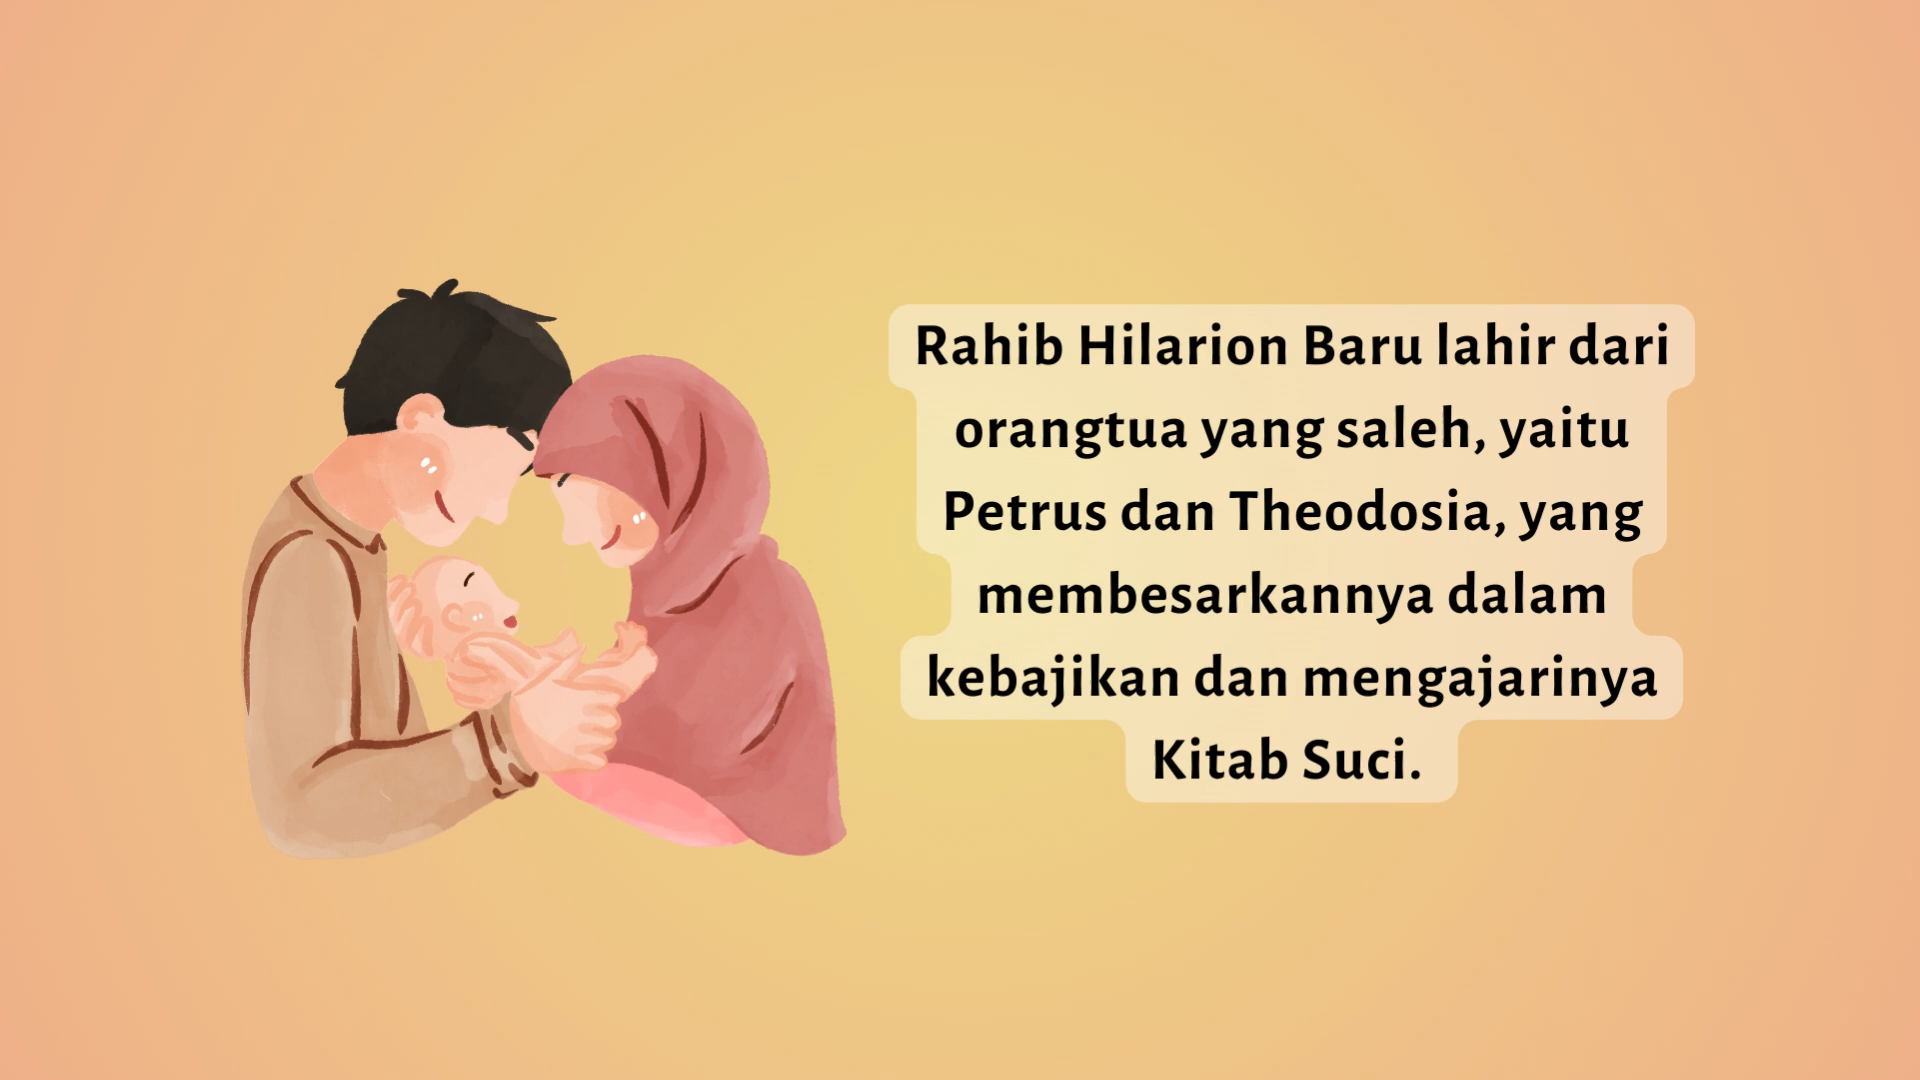 Rahib Hilarion Baru lahir dari
orangtua yang saleh, yaitu
Petrus dan Theodosia, yang
membesarkannya dalam
kebajikan dan mengajarinya
Kitab Suci.